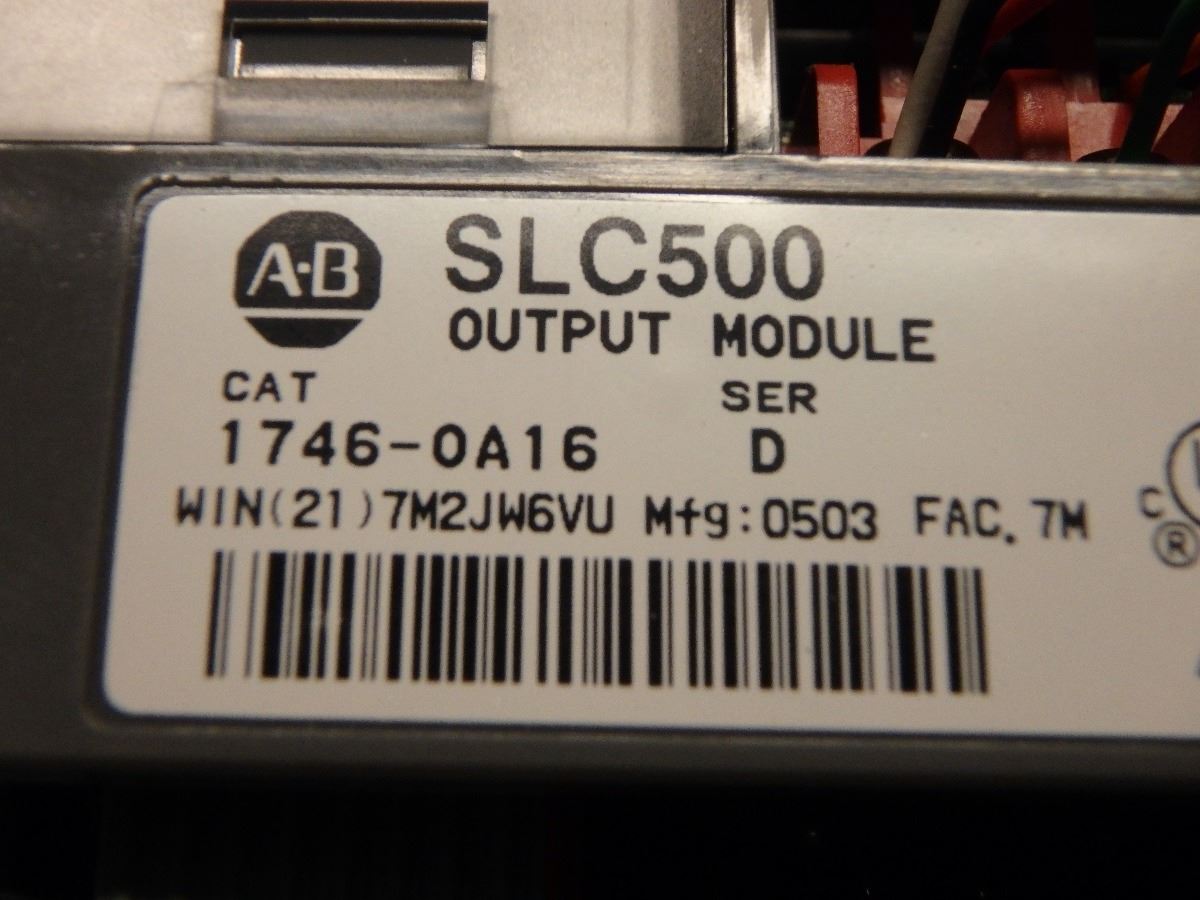 A·B SLC500
OUTPUT MODULE
CAT SER
1746-OA16 D
WIN(21)7M2JW6VU Mfg:0503 FAC. 7M
C
®